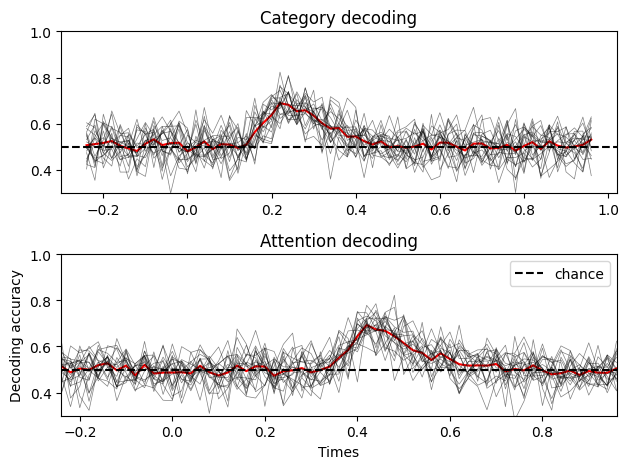 Category decoding
1.0
0.8
0.6
0.4
−0.2 0.0 0.2 0.4 0.6 0.8 1.0
Attention decoding
Decoding accuracy
1.0
0.8
0.6
0.4
chance
−0.2 0.0 0.2 0.4 0.6 0.8
Times